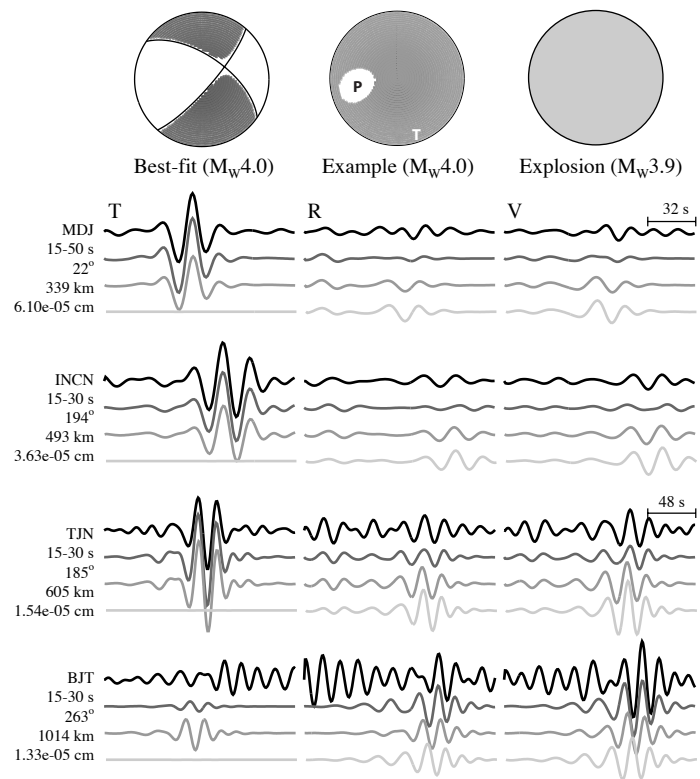 P
T
Best-fit (MW4.0)
Example (MW4.0)
Explosion (MW3.9)
T
R
V
32 s
MDJ
15-50 s
22°
339 km
6.10e-05 cm
INCN
15-30 s
194°
493 km
3.63e-05 cm
48 s
TJN
15-30 s
185°
605 km
1.54e-05 cm
BJT
15-30 s
263°
1014 km
1.33e-05 cm